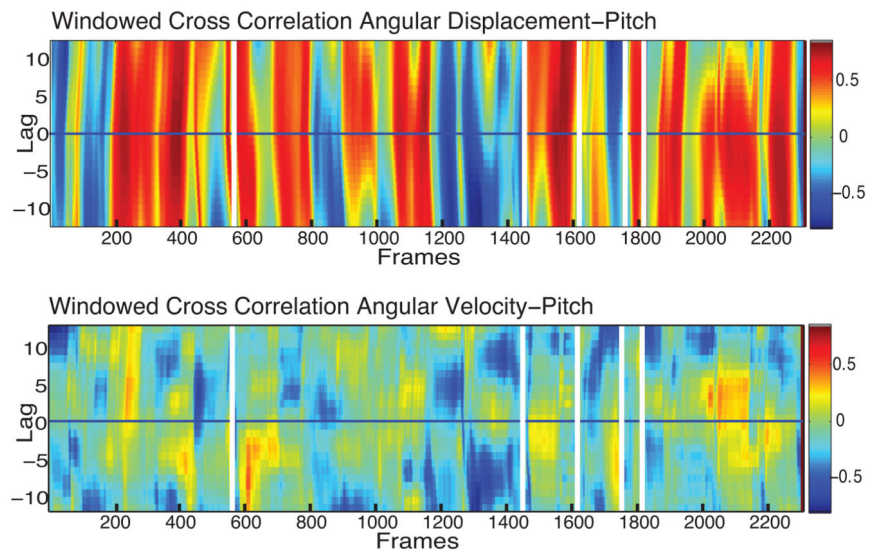 Windowed Cross Correlation Angular Displacement-Pitch
Lag
10
5
0
-5
-10
200 400 600 800 1000 1200 1400 1600 1800 2000 2200
Frames
0.5
0
-0.5
Windowed Cross Correlation Angular Velocity-Pitch
Lag
10
5
0
-5
-10
200 400 600 800 1000 1200 1400 1600 1800 2000 2200
Frames
0.5
0
-0.5